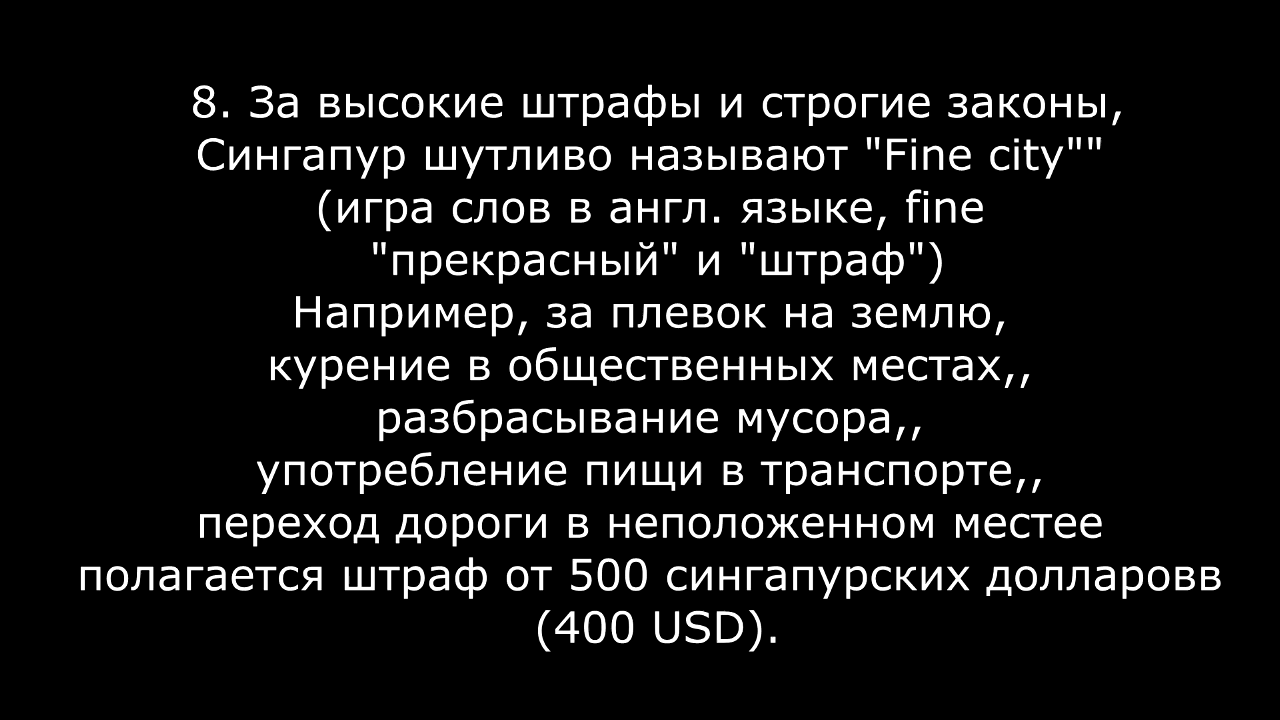 8. За высокие штрафы и строгие законы,
Сингапур шутливо называют "Fine city""
(игра слов в англ. языке, fine
"прекрасный" и "штраф")
Например, за плевок на землю,
курение в общественных местах,,
разбрасывание мусора,,
употребление пищи в транспорте,,
переход дороги в неположенном местее
полагается штраф от 500 сингапурских долларовв
(400 USD).